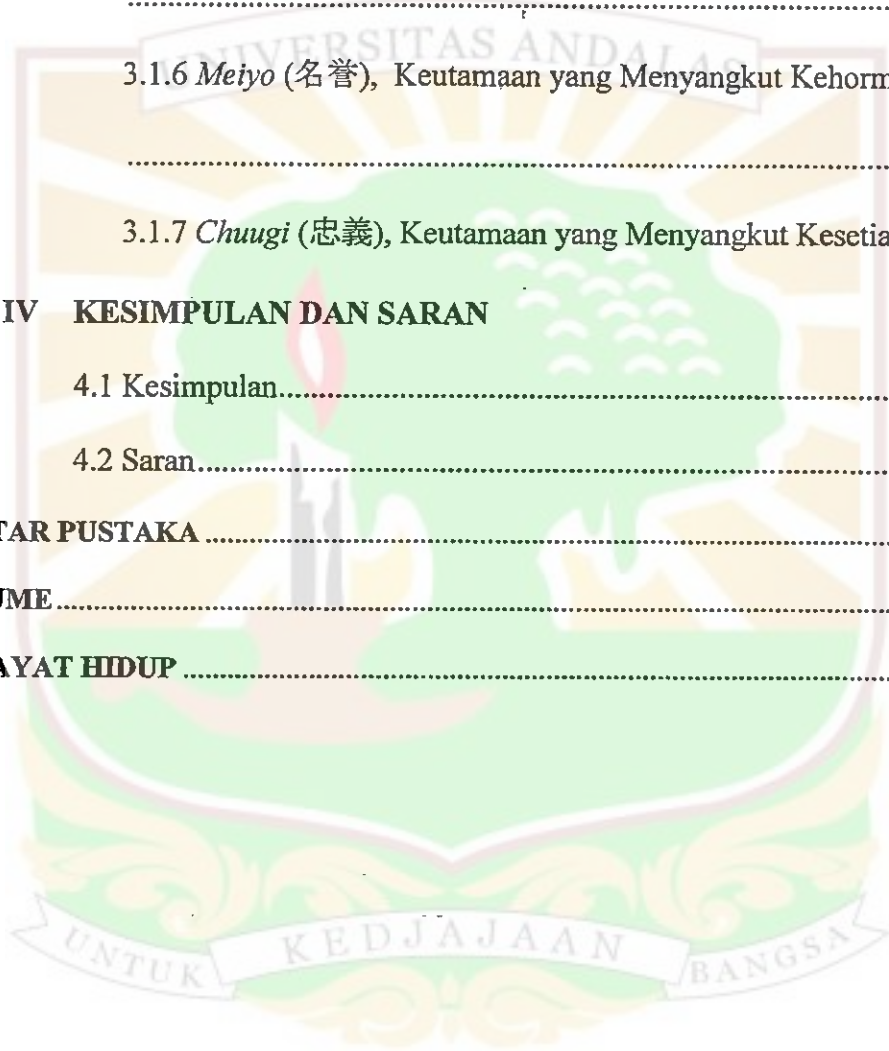 ............................................................
UNIVERSITAS ANDALAS
3.1.6 Meiyo (名誉), Keutamaan yang Menyangkut Kehorm
............................................................
3.1.7 Chuugi (忠義), Keutamaan yang Menyangkut Kesetia
IV KESIMPULAN DAN SARAN
4.1 Kesimpulan............................................................
4.2 Saran............................................................
TAR PUSTAKA ............................................................
UME ............................................................
AYAT HIDUP ............................................................
UNTUK KEDJAJAAN BANGSA